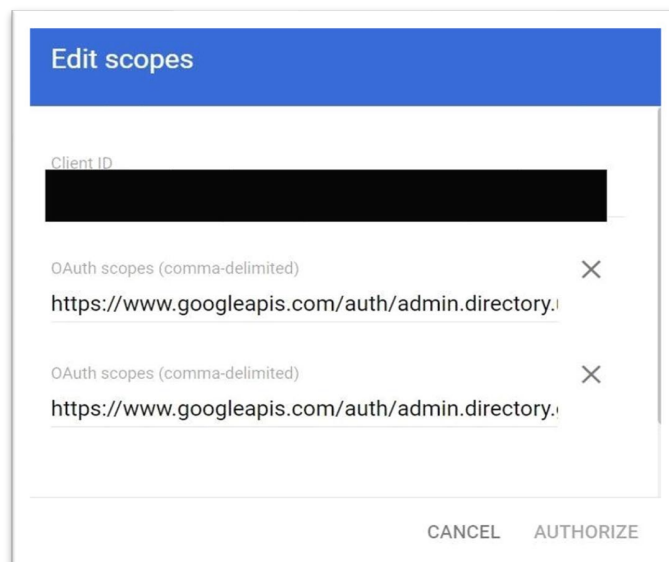 Edit scopes
Client ID
OAuth scopes (comma-delimited)
https://www.googleapis.com/auth/admin.directory.
OAuth scopes (comma-delimited)
https://www.googleapis.com/auth/admin.directory.
CANCEL AUTHORIZE